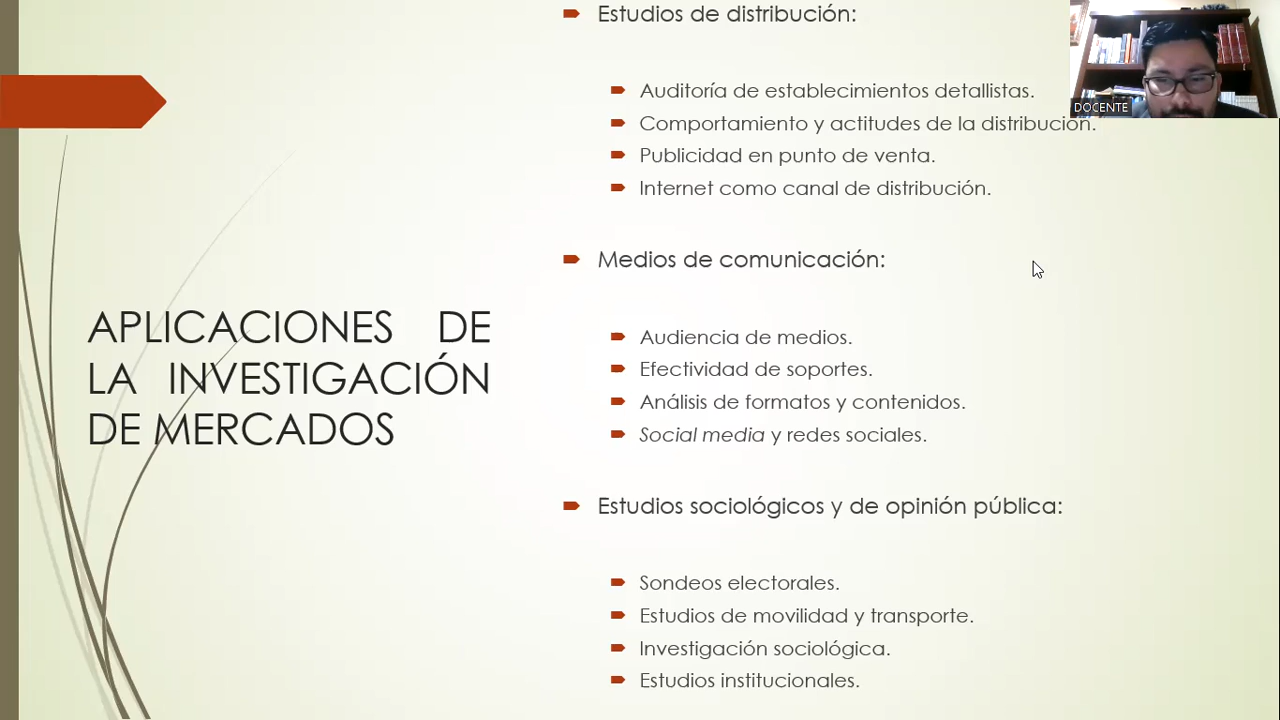 Estudios de distribución:
Auditoría de establecimientos detallistas.
Comportamiento y actitudes de la distribución.
Publicidad en punto de venta.
Internet como canal de distribución.
DOCENTE
Medios de comunicación:
Audiencia de medios.
Efectividad de soportes.
Análisis de formatos y contenidos.
Social media y redes sociales.
APLICACIONES DE
LA INVESTIGACIÓN
DE MERCADOS
Estudios sociológicos y de opinión pública:
Sondeos electorales.
Estudios de movilidad y transporte.
Investigación sociológica.
Estudios institucionales.